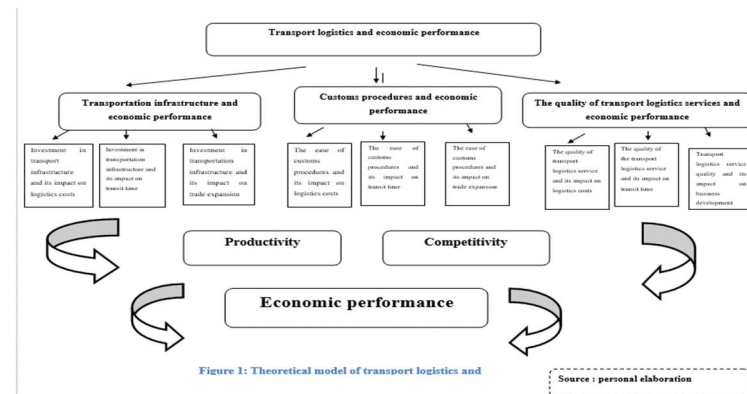 Transport logistics and economic performance
Transportation infrastructure and
economic performance
Customs procedures and economic
performance
The quality of transport logistics services and
economic performance
Investment in
transport
infrastructure
and its impact on
logistics costs
Investment in
transportation
infrastructure and
its impact on
transit time
Investment in
transportation
infrastructure and
its impact on
trade expansion
The ease of
customs
procedures and
its impact on
logistics costs
The ease of
customs
procedures and
its impact on
transit time
The ease of
customs
procedures and
its impact on
trade expansion
The quality of
transport
logistics service
and its impact on
logistics costs
The quality of
the transport
logistics service
and its impact on
transit time
Transport
logistics service
quality and its
impact on
business
development
Productivity
Competitivity
Economic performance
Figure 1: Theoretical model of transport logistics and
Source : personal elaboration